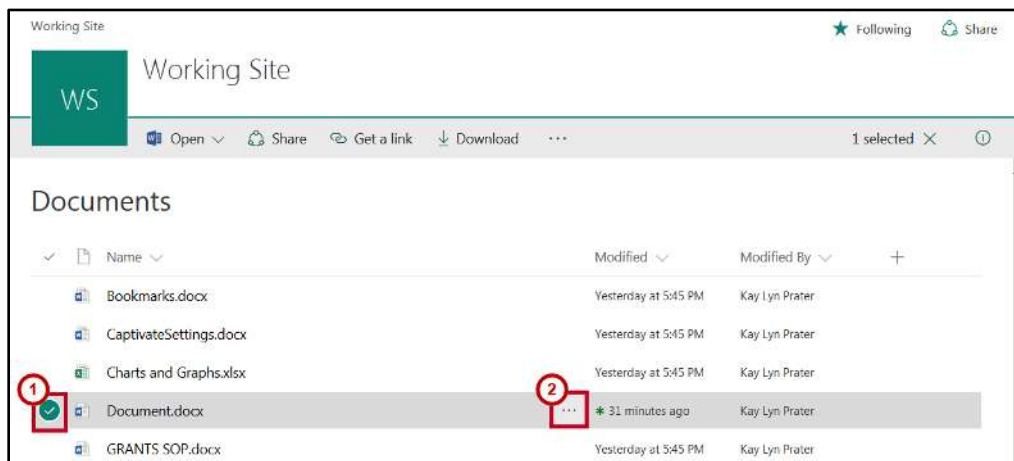 Working Site
Following Share
WS
Working Site
Open Share Get a link Download ... 1 selected
Documents
Name Modified Modified By
Bookmarks.docx Yesterday at 5:45 PM Kay Lyn Prater
CaptivateSettings.docx Yesterday at 5:45 PM Kay Lyn Prater
Charts and Graphs.xlsx Yesterday at 5:45 PM Kay Lyn Prater
1 2
Document.docx ... 31 minutes ago Kay Lyn Prater
GRANTS SOP.docx Yesterday at 5:45 PM Kay Lyn Prater